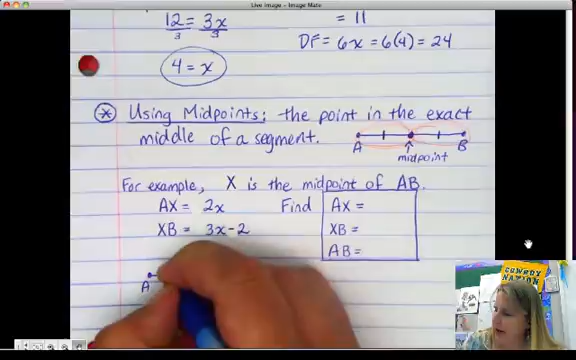 Live Image - Image Mate
12 = 3x
3 3
= 11
DF = 6x = 6(4) = 24
4 = x
Using Midpoints: the point in the exact
middle of a segment.
A B
midpoint
For example, X is the midpoint of AB.
AX = 2x Find AX =
XB = 3x-2 XB =
AB =
A
COWBOY
NATION